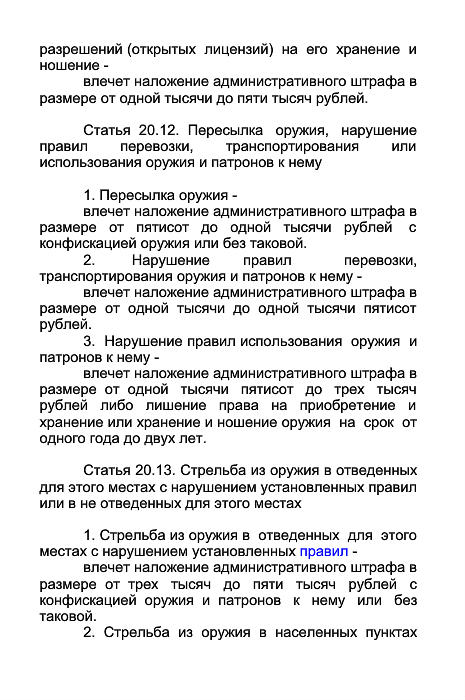 разрешений (открытых лицензий) на его хранение и
ношение -
влечет наложение административного штрафа в
размере от одной тысячи до пяти тысяч рублей.
Статья 20.12. Пересылка оружия, нарушение
правил перевозки, транспортирования или
использования оружия и патронов к нему
1. Пересылка оружия -
влечет наложение административного штрафа в
размере от пятисот до одной тысячи рублей с
конфискацией оружия или без таковой.
2. Нарушение правил перевозки,
транспортирования оружия и патронов к нему -
влечет наложение административного штрафа в
размере от одной тысячи до одной тысячи пятисот
рублей.
3. Нарушение правил использования оружия и
патронов к нему -
влечет наложение административного штрафа в
размере от одной тысячи пятисот до трех тысяч
рублей либо лишение права на приобретение и
хранение или хранение и ношение оружия на срок от
одного года до двух лет.
Статья 20.13. Стрельба из оружия в отведенных
для этого местах с нарушением установленных правил
или в не отведенных для этого местах
1. Стрельба из оружия в отведенных для этого
местах с нарушением установленных правил -
влечет наложение административного штрафа в
размере от трех тысяч до пяти тысяч рублей с
конфискацией оружия и патронов к нему или без
таковой.
2. Стрельба из оружия в населенных пунктах